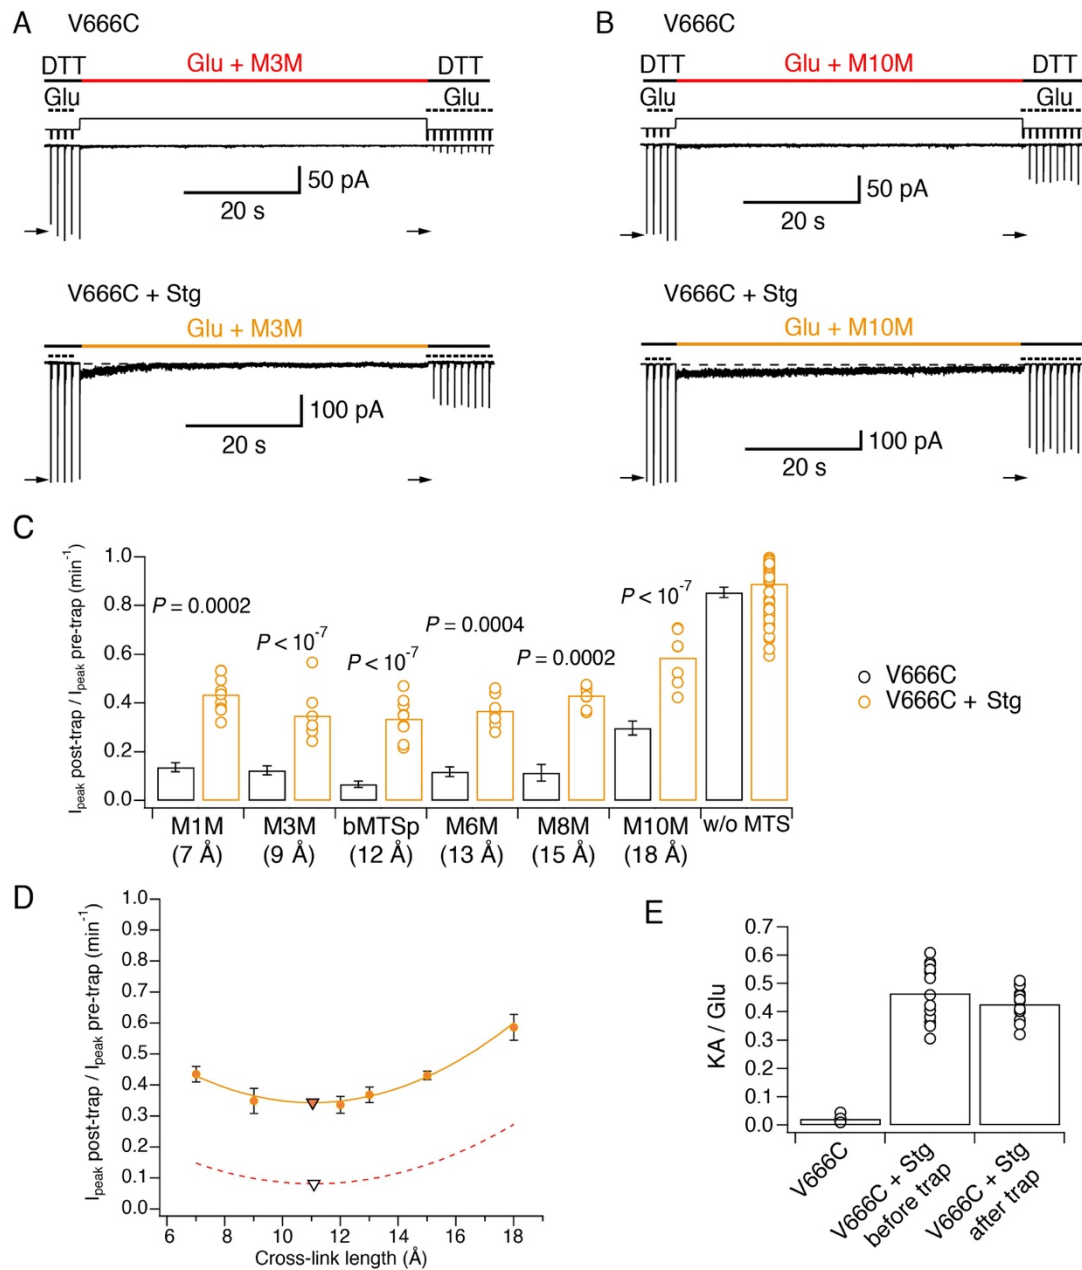 A
V666C
DTT
Glu + M3M
DTT
Glu
Glu
50 pA
20 s
V666C + Stg
Glu + M3M
100 pA
20 s
B
V666C
DTT
Glu + M10M
DTT
Glu
Glu
50 pA
20 s
V666C + Stg
Glu + M10M
100 pA
20 s
C
I peak post-trap / I peak pre-trap (min⁻¹)
1.0
0.8
0.6
0.4
0.2
0.0
P = 0.0002
P < 10⁻⁷
P < 10⁻⁷
P = 0.0004
P = 0.0002
P < 10⁻⁷
V666C
V666C + Stg
M1M
(7 Å)
M3M
(9 Å)
bMTSp
(12 Å)
M6M
(13 Å)
M8M
(15 Å)
M10M
(18 Å)
w/o MTS
D
I peak post-trap / I peak pre-trap (min⁻¹)
1.0
0.9
0.8
0.7
0.6
0.5
0.4
0.3
0.2
0.1
0.0
6
8
10
12
14
16
18
Cross-link length (Å)
E
KA / Glu
0.7
0.6
0.5
0.4
0.3
0.2
0.1
0.0
V666C
V666C + Stg
before trap
V666C + Stg
after trap